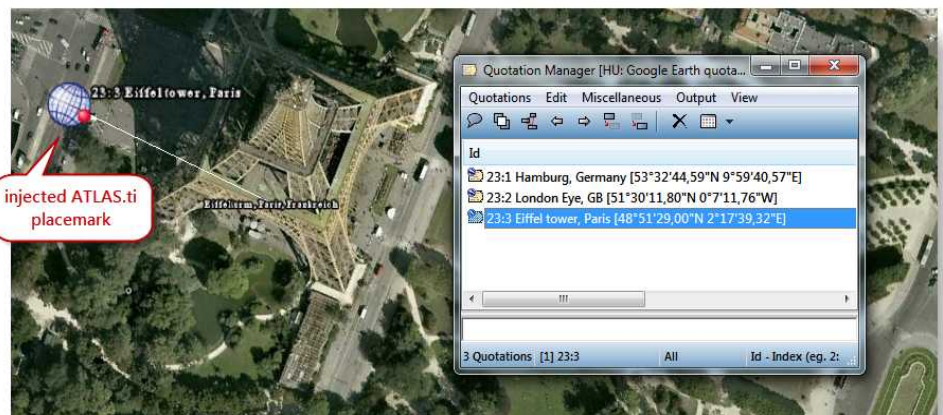 23:3 Eiffel tower, Paris
injected ATLAS.ti
placemark
Eiffelturm, Paris, Frankreich
Quotation Manager [HU: Google Earth quota...
Quotations Edit Miscellaneous Output View
Id
23:1 Hamburg, Germany [53°32'44,59"N 9°59'40,57"E]
23:2 London Eye, GB [51°30'11,80"N 0°7'11,76"W]
23:3 Eiffel tower, Paris [48°51'29,00"N 2°17'39,32"E]
3 Quotations [1] 23:3 All Id - Index (eg. 2: